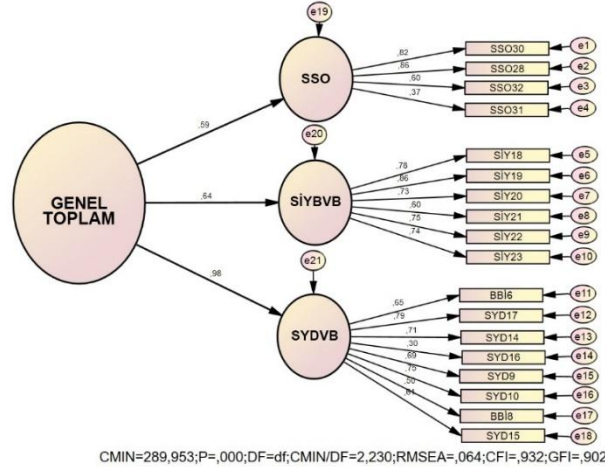 e19
SSO
,82
,86
,60
,37
SSO30
e1
SSO28
e2
SSO32
e3
SSO31
e4
,59
e20
GENEL
TOPLAM
,64
SİYBVB
,78
,86
,73
,60
,75
,74
SİY18
e5
SİY19
e6
SİY20
e7
SİY21
e8
SİY22
e9
SİY23
e10
,98
e21
SYDVB
,65
,79
,71
,30
,69
,75
,50
,61
BBİ6
e11
SYD17
e12
SYD14
e13
SYD16
e14
SYD9
e15
SYD10
e16
BBİ8
e17
SYD15
e18
CMIN=289,953;P=,000;DF=df;CMIN/DF=2,230;RMSEA=,064;CFI=,932;GFI=,902